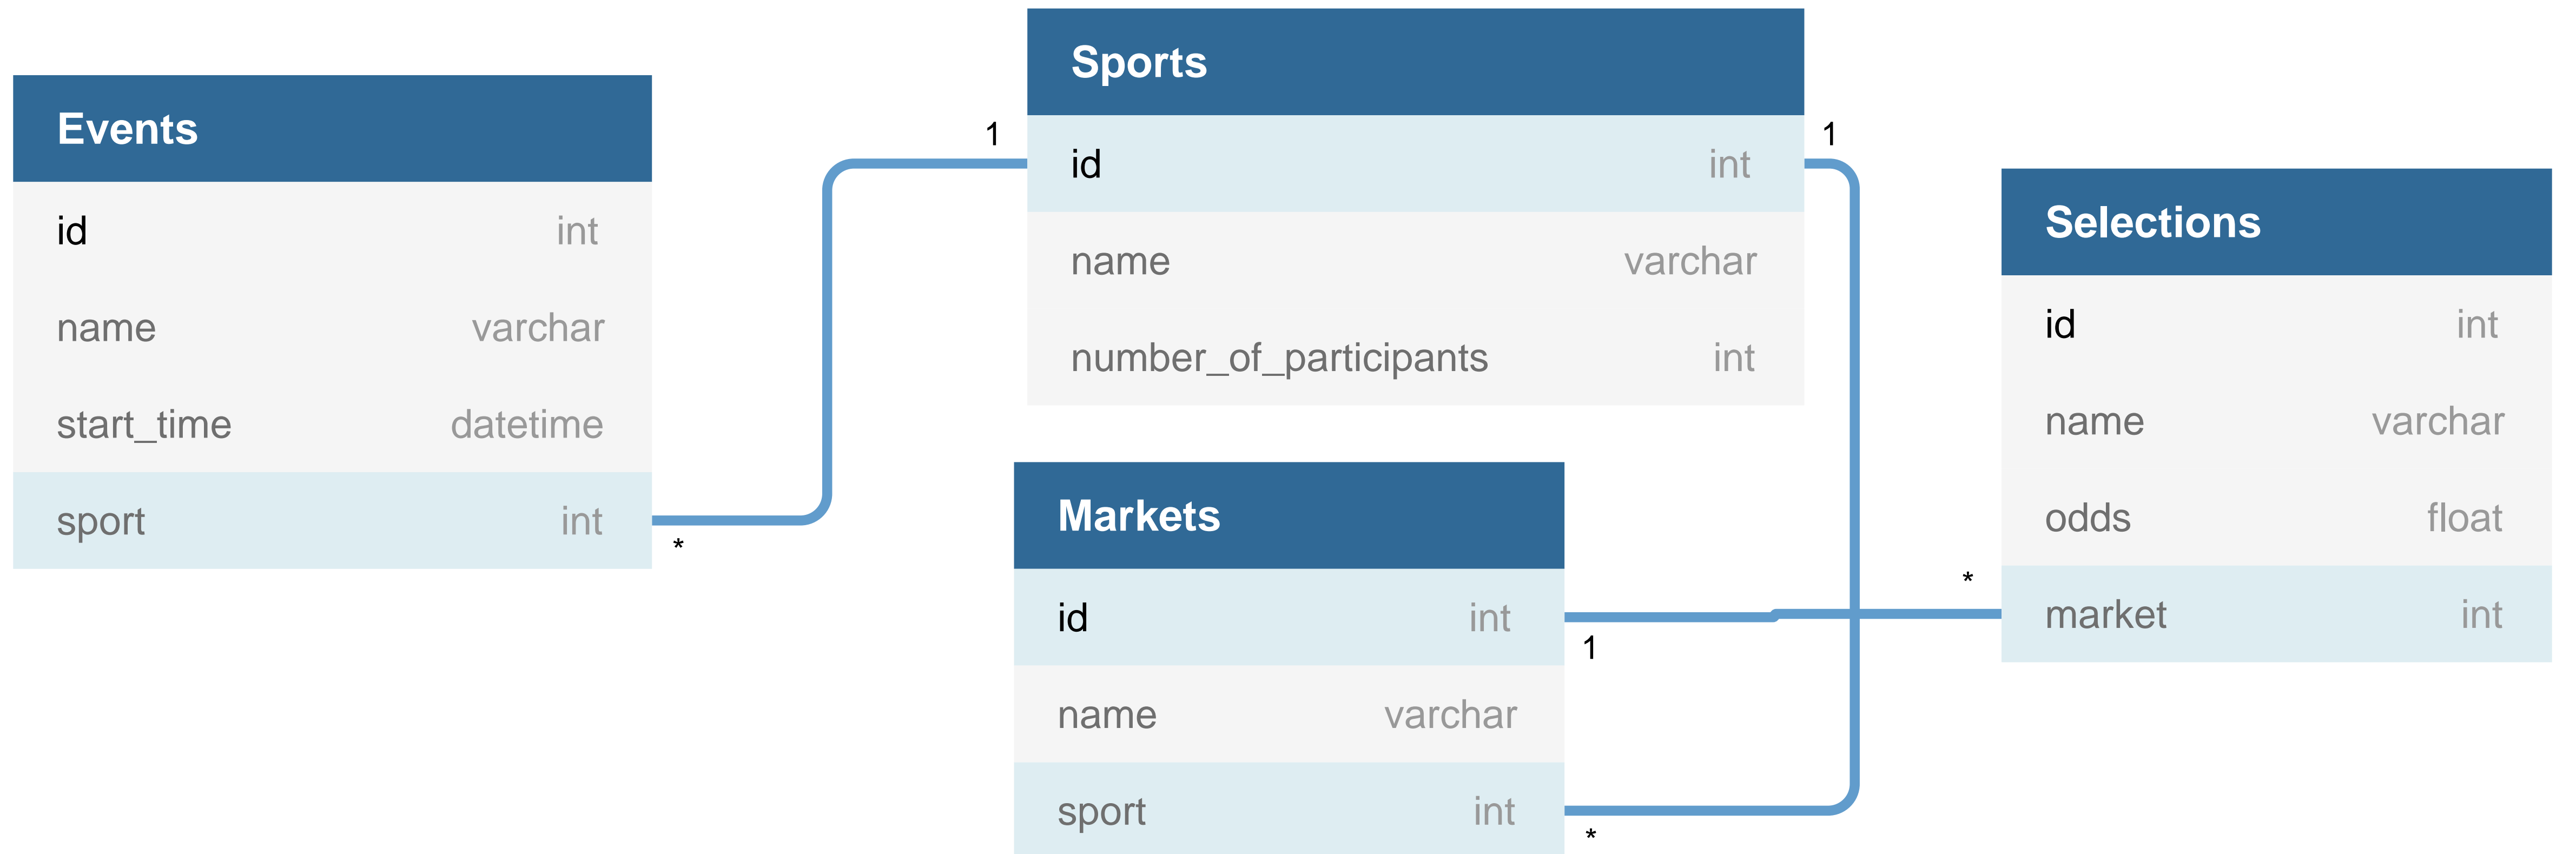 Events
id int
name varchar
start_time datetime
sport int
*
1
Sports
1
id int
name varchar
number_of_participants int
Markets
id int
1
name varchar
sport int
*
Selections
id int
name varchar
odds float
*
market int